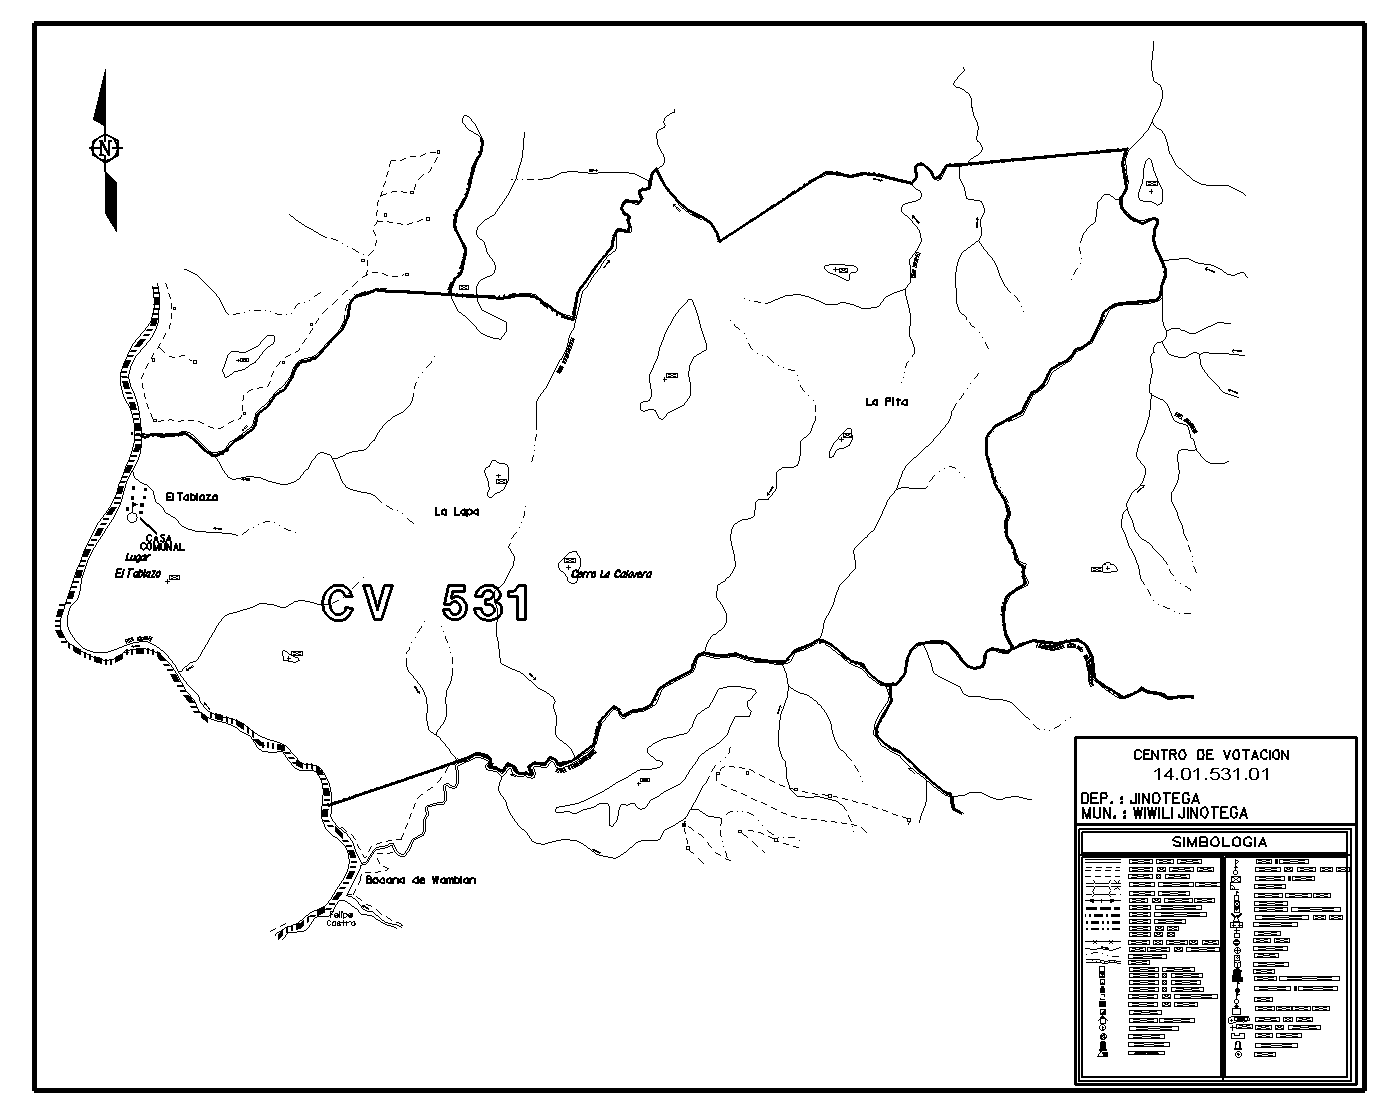 N
La Pita
El Tablazo
La Lapa
CASA
COMUNAL
Lugar
El Tablazo
Cerro La Calavera
CV 531
Bocana de Wamblan
Felipe
Castro
CENTRO DE VOTACION
14.01.531.01
DEP. : JINOTEGA
MUN. : WIWILI JINOTEGA
SIMBOLOGIA